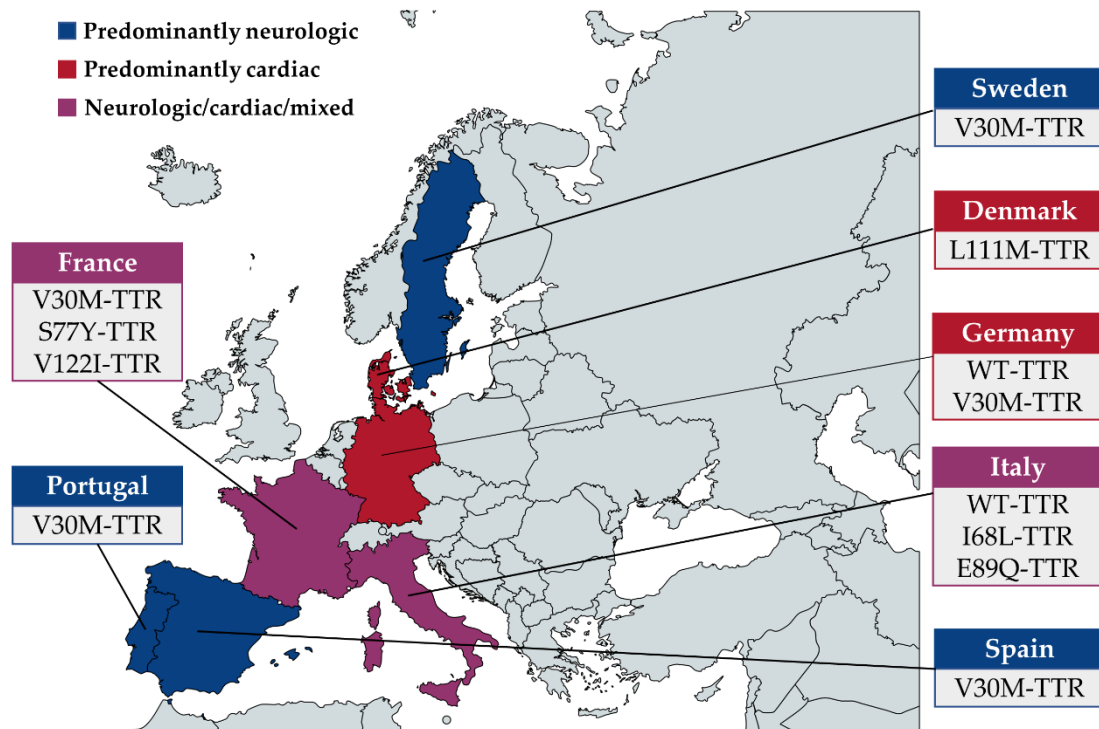 Predominantly neurologic
Predominantly cardiac
Neurologic/cardiac/mixed
France
V30M-TTR
S77Y-TTR
V122I-TTR
Portugal
V30M-TTR
Sweden
V30M-TTR
Denmark
L111M-TTR
Germany
WT-TTR
V30M-TTR
Italy
WT-TTR
I68L-TTR
E89Q-TTR
Spain
V30M-TTR